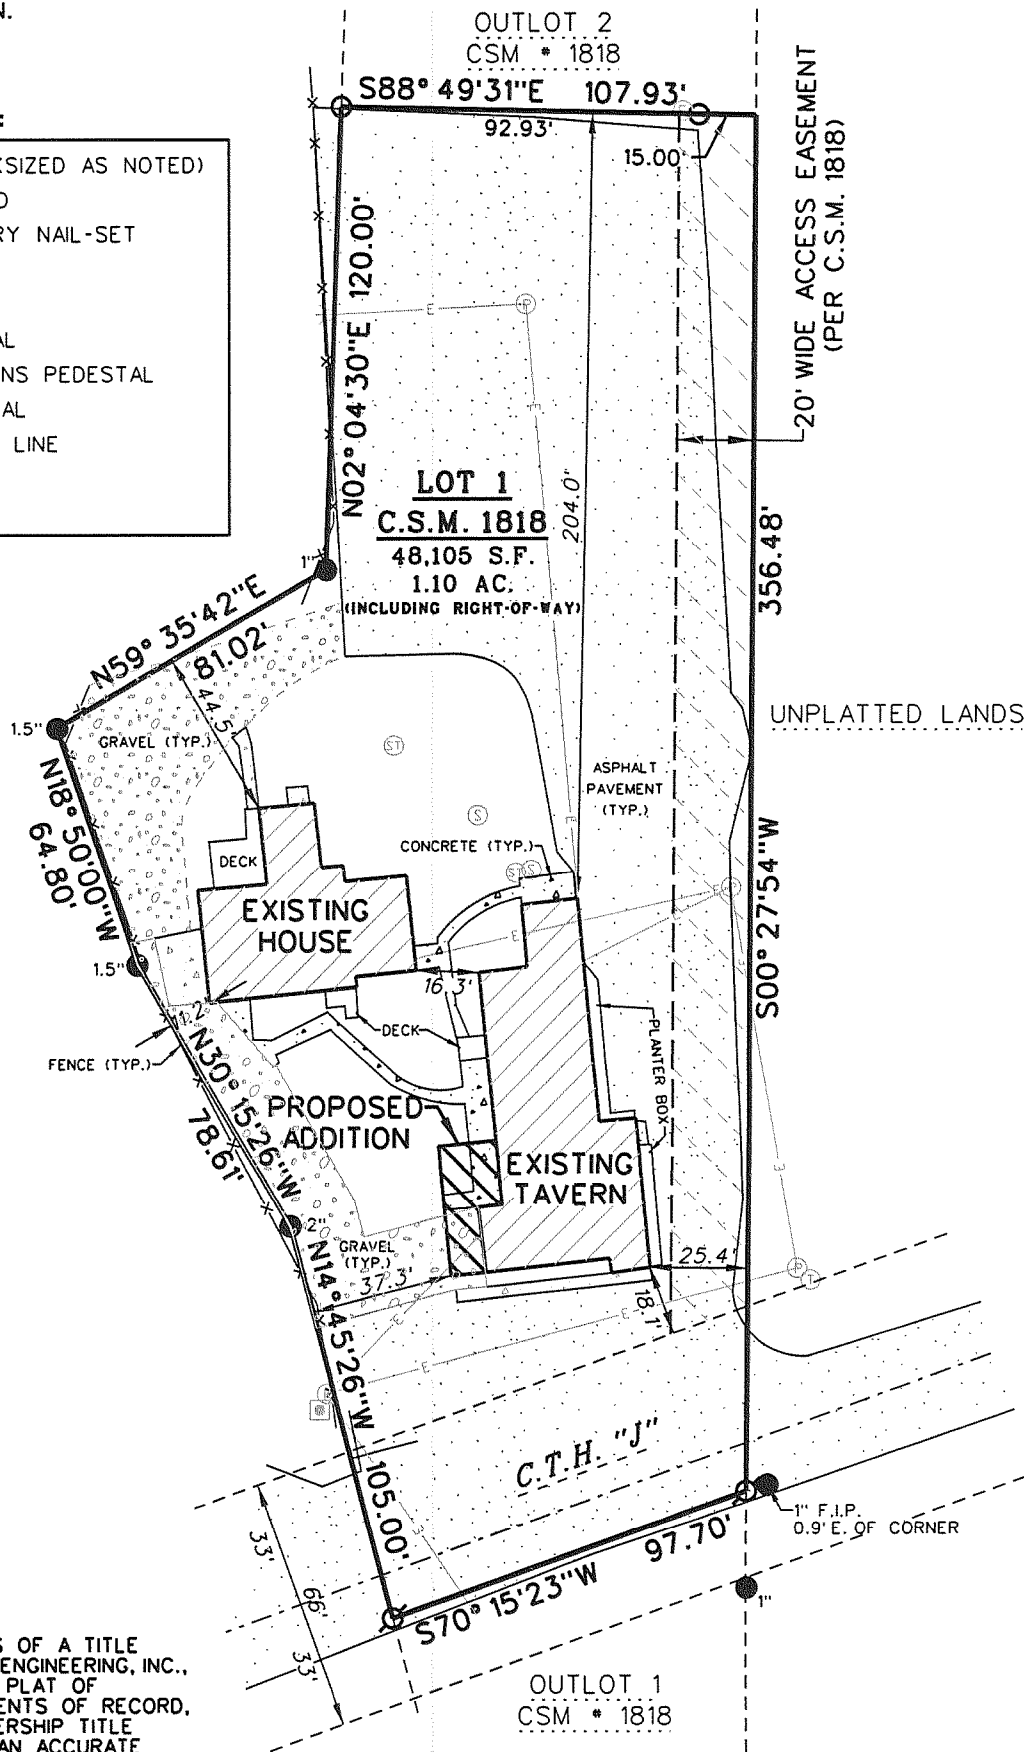 N.
OUTLOT 2
CSM * 1818
S88° 49'31"E 107.93'
92.93'
15.00'
20' WIDE ACCESS EASEMENT
(PER C.S.M. 1818)
:
(SIZED AS NOTED)
RY NAIL-SET
AL
NS PEDESTAL
AL
LINE
N02° 04'30"E 120.00'
E
P
E
204.0'
LOT 1
C.S.M. 1818
48,105 S.F.
1.10 AC.
(INCLUDING RIGHT-OF-WAY)
356.48'
1"
N59° 35'42"E
81.02'
44.5'
1.5"
GRAVEL (TYP.)
N18° 50'00"W
64.80'
UNPLATTED LANDS
ST
S
ASPHALT
PAVEMENT
(TYP.)
CONCRETE (TYP.)
ST
S
DECK
EXISTING
HOUSE
E
E
S00° 27'54"W
1.5"
16.3'
1.2'
DECK
FENCE (TYP.)
PLANTER BOX
N30° 15'26"W
78.61'
PROPOSED
ADDITION
EXISTING
TAVERN
E
2"
GRAVEL
(TYP.)
37.3'
25.4'
18.1'
P
T
E
E
N14° 45'26"W
105.00'
C.T.H. "J"
1" F.I.P.
0.9' E. OF CORNER
97.70'
S70° 15'23"W
1"
33'
66'
33'
OUTLOT 1
CSM * 1818
S OF A TITLE
ENGINEERING, INC.,
PLAT OF
ENTS OF RECORD,
ERSHIP TITLE
AN ACCURATE